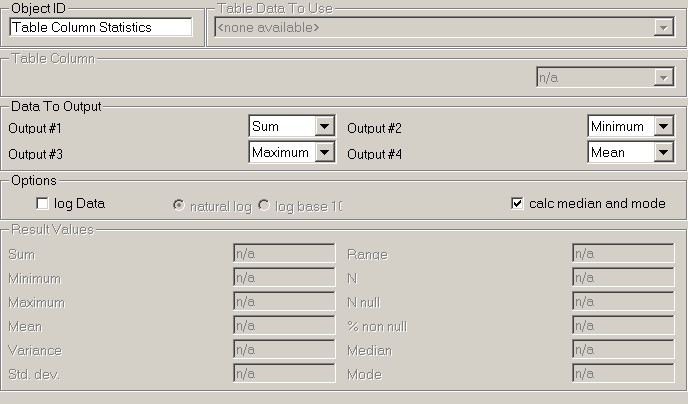 Object ID Table Data To Use
Table Column Statistics <none available>
Table Column
n/a
Data To Output
Output #1 Sum Output #2 Minimum
Output #3 Maximum Output #4 Mean
Options
log Data natural log log base 10 calc median and mode
Result Values
Sum n/a Range n/a
Minimum n/a N n/a
Maximum n/a N null n/a
Mean n/a % non null n/a
Variance n/a Median n/a
Std. dev. n/a Mode n/a